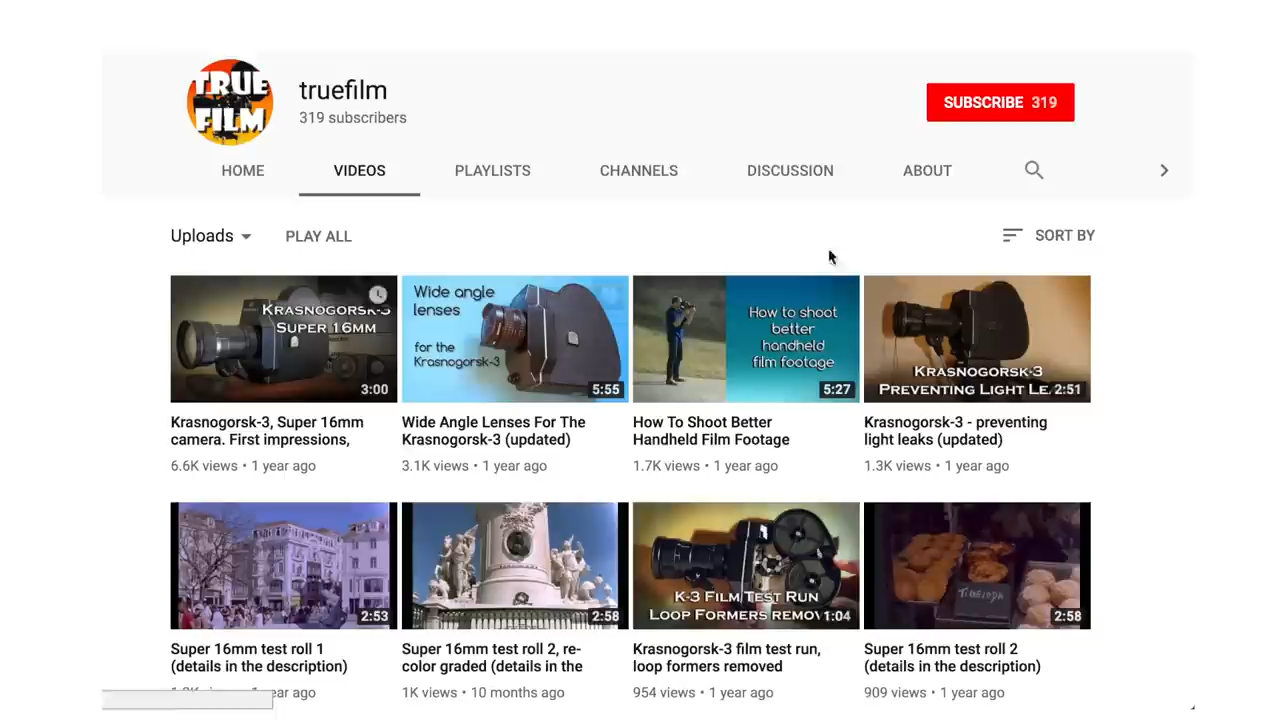 TRUE
FILM
truefilm
319 subscribers
SUBSCRIBE 319
HOME
VIDEOS
PLAYLISTS
CHANNELS
DISCUSSION
ABOUT
Uploads
PLAY ALL
SORT BY
KRASNOGORSK-3
SUPER 16MM
3:00
Wide angle
lenses
for the
Krasnogorsk-3
5:55
How to shoot
better
handheld
film footage
5:27
KRASNOGORSK-3
PREVENTING LIGHT
2:51
Krasnogorsk-3, Super 16mm
camera. First impressions,
6.6K views • 1 year ago
Wide Angle Lenses For The
Krasnogorsk-3 (updated)
3.1K views • 1 year ago
How To Shoot Better
Handheld Film Footage
1.7K views • 1 year ago
Krasnogorsk-3 - preventing
light leaks (updated)
1.3K views • 1 year ago
2:53
2:58
K-3 FILM TEST RUN
LOOP FORMERS
1:04
2:58
Super 16mm test roll 1
(details in the description)
year ago
Super 16mm test roll 2, re-
color graded (details in the
1K views • 10 months ago
Krasnogorsk-3 film test run,
loop formers removed
954 views • 1 year ago
Super 16mm test roll 2
(details in the description)
909 views • 1 year ago